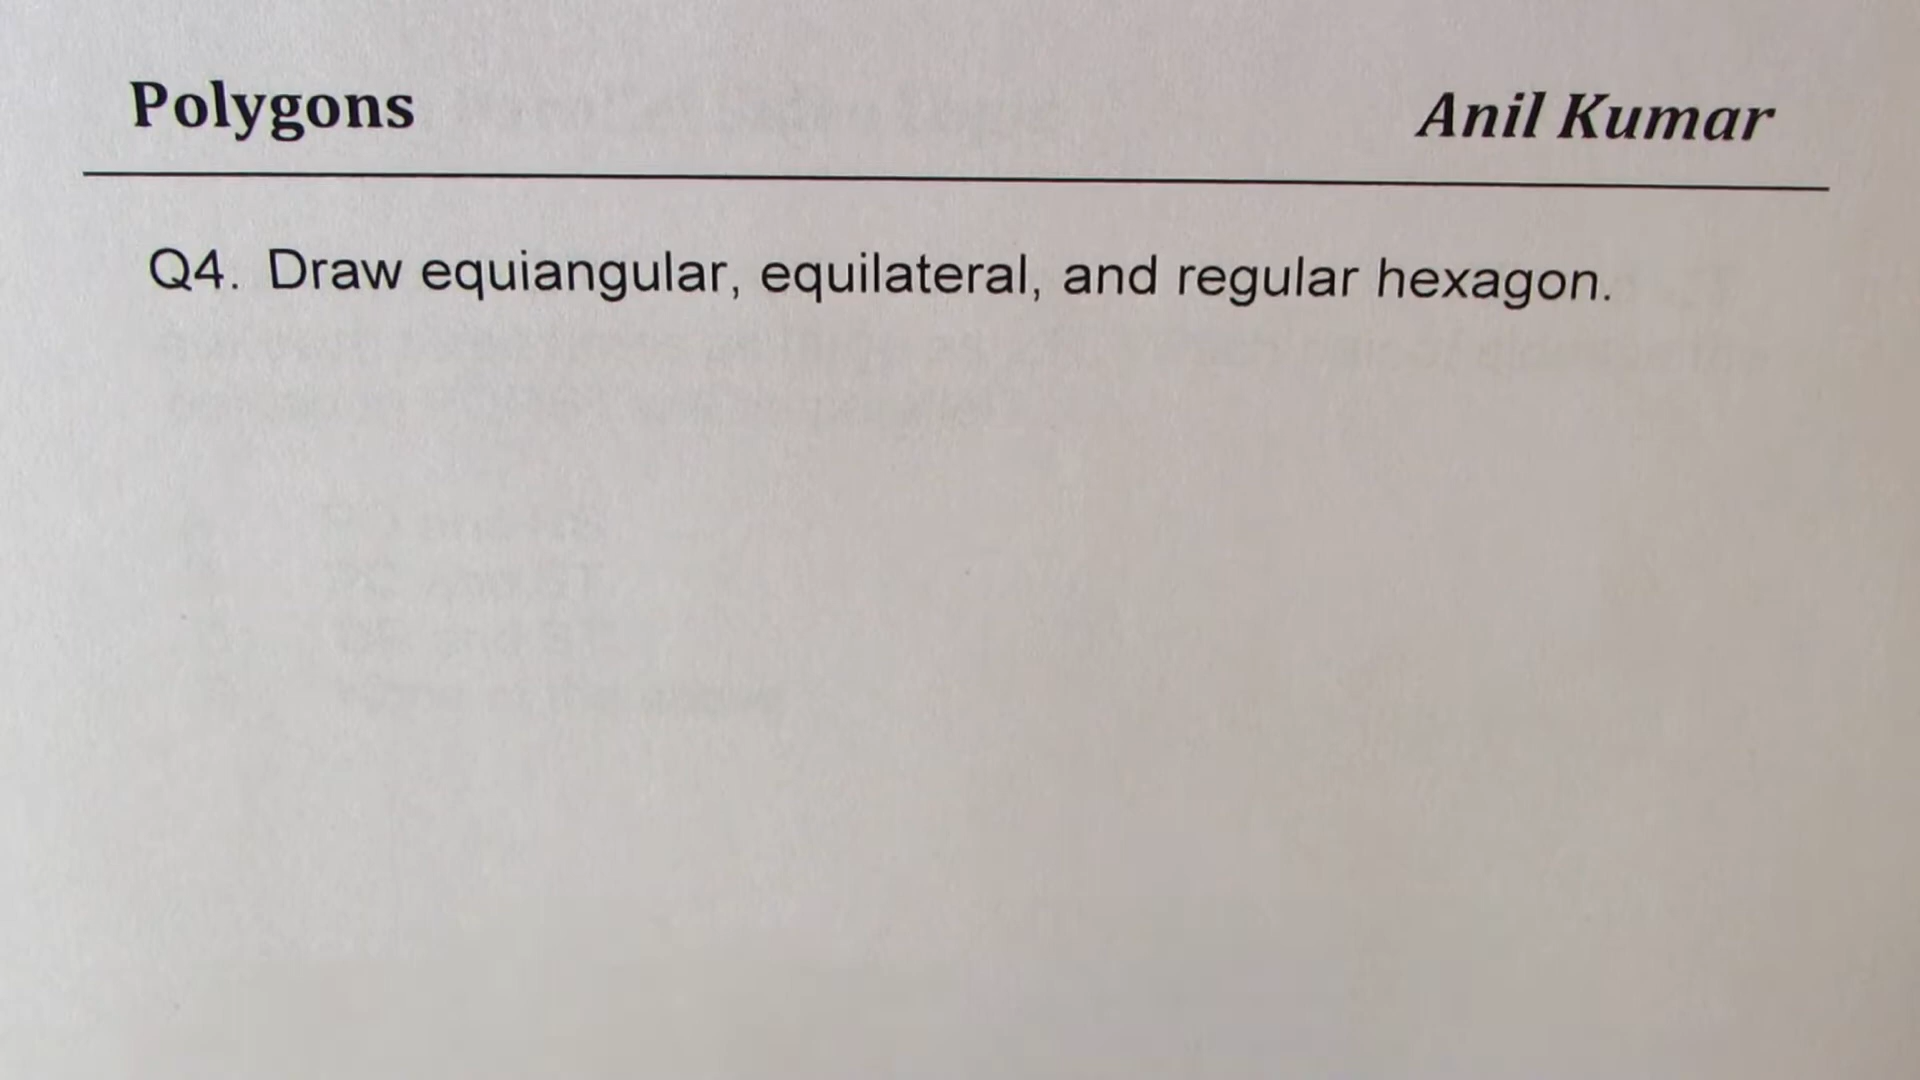 Polygons Anil Kumar
Q4. Draw equiangular, equilateral, and regular hexagon.